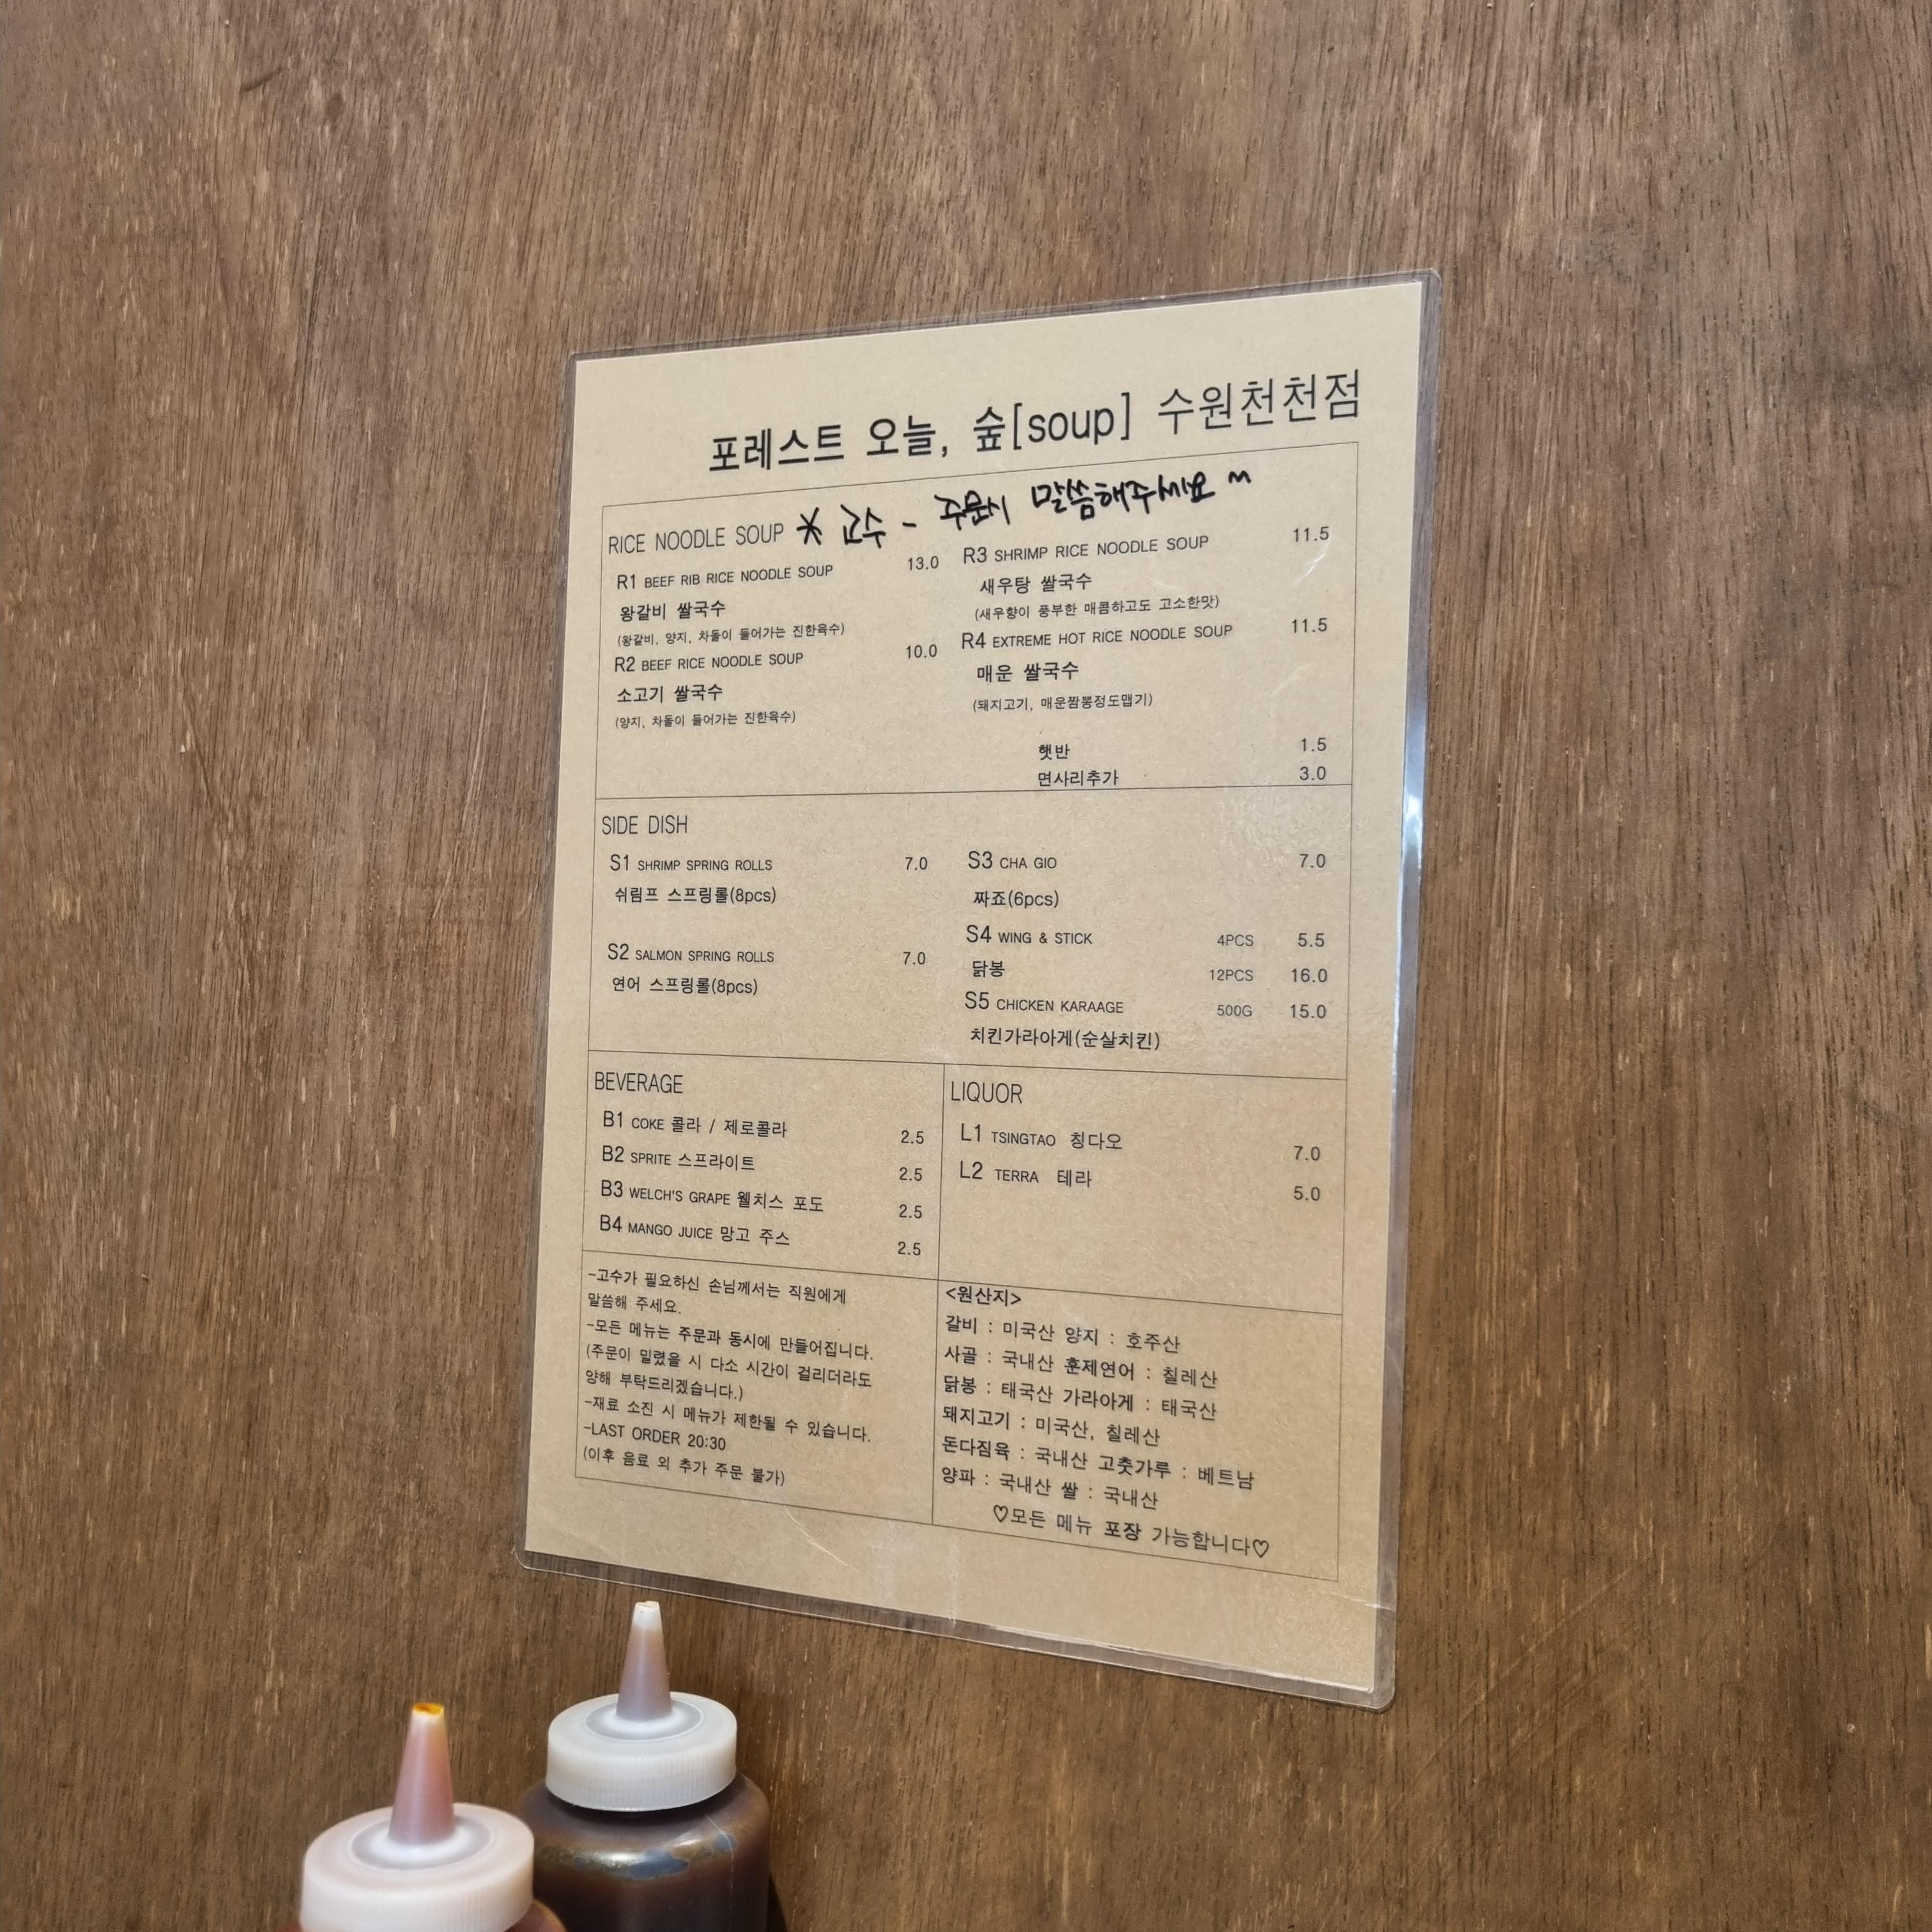 포레스트 오늘, 숲[soup] 수원천천점
RICE NOODLE SOUP * 고수 - 주문시 말씀해주세요 ~
R1 BEEF RIB RICE NOODLE SOUP 13.0
왕갈비 쌀국수
(왕갈비, 양지, 차돌이 들어가는 진한육수)
R2 BEEF RICE NOODLE SOUP 10.0
소고기 쌀국수
(양지, 차돌이 들어가는 진한육수)
R3 SHRIMP RICE NOODLE SOUP 11.5
새우탕 쌀국수
(새우향이 풍부한 매콤하고도 고소한맛)
R4 EXTREME HOT RICE NOODLE SOUP 11.5
매운 쌀국수
(돼지고기, 매운짬뽕정도맵기)
햇반 1.5
면사리추가 3.0
SIDE DISH
S1 SHRIMP SPRING ROLLS 7.0
쉬림프 스프링롤(8pcs)
S2 SALMON SPRING ROLLS 7.0
연어 스프링롤(8pcs)
S3 CHA GIO 7.0
짜죠(6pcs)
S4 WING & STICK 4PCS 5.5
닭봉 12PCS 16.0
S5 CHICKEN KARAAGE 500G 15.0
치킨가라아게(순살치킨)
BEVERAGE
B1 COKE 콜라 / 제로콜라 2.5
B2 SPRITE 스프라이트 2.5
B3 WELCH'S GRAPE 웰치스 포도 2.5
B4 MANGO JUICE 망고 주스 2.5
LIQUOR
L1 TSINGTAO 칭다오 7.0
L2 TERRA 테라 5.0
-고수가 필요하신 손님께서는 직원에게
말씀해 주세요.
-모든 메뉴는 주문과 동시에 만들어집니다.
(주문이 밀렸을 시 다소 시간이 걸리더라도
양해 부탁드리겠습니다.)
-재료 소진 시 메뉴가 제한될 수 있습니다.
-LAST ORDER 20:30
(이후 음료 외 추가 주문 불가)
<원산지>
갈비 : 미국산 양지 : 호주산
사골 : 국내산 훈제연어 : 칠레산
닭봉 : 태국산 가라아게 : 태국산
돼지고기 : 미국산, 칠레산
돈다짐육 : 국내산 고춧가루 : 베트남
양파 : 국내산 쌀 : 국내산
♡모든 메뉴 포장 가능합니다♡